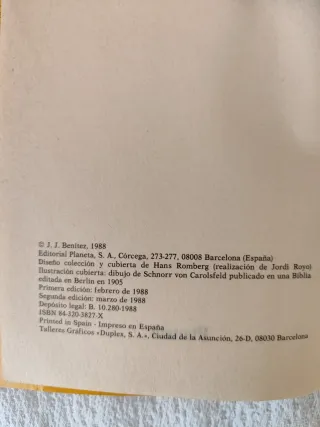 © J. J. Benítez, 1988
Editorial Planeta, S. A., Córcega, 273-277, 08008 Barcelona (España)
Diseño colección y cubierta de Hans Romberg (realización de Jordi Royo)
Ilustración cubierta: dibujo de Schnorr von Carolsfeld publicado en una Biblia
editada en Berlín en 1905
Primera edición: febrero de 1988
Segunda edición: marzo de 1988
Depósito legal: B. 10.280-1988
ISBN 84-320-3827-X
Printed in Spain - Impreso en España
Talleres Gráficos «Duplex, S. A.», Ciudad de la Asunción, 26-D, 08030 Barcelona